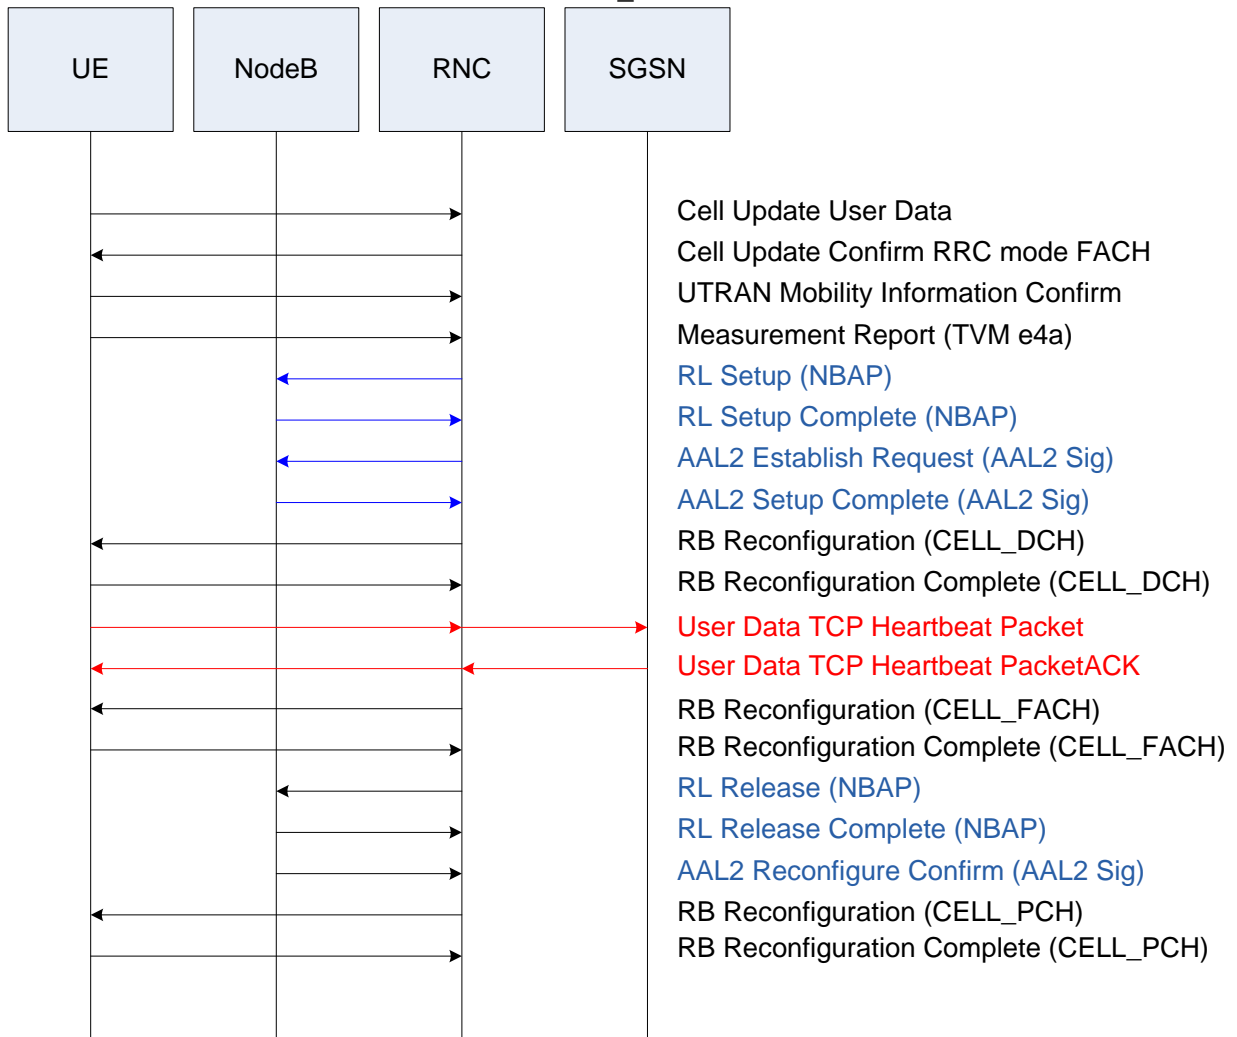 UE NodeB RNC SGSN
Cell Update User Data
Cell Update Confirm RRC mode FACH
UTRAN Mobility Information Confirm
Measurement Report (TVM e4a)
RL Setup (NBAP)
RL Setup Complete (NBAP)
AAL2 Establish Request (AAL2 Sig)
AAL2 Setup Complete (AAL2 Sig)
RB Reconfiguration (CELL_DCH)
RB Reconfiguration Complete (CELL_DCH)
User Data TCP Heartbeat Packet
User Data TCP Heartbeat PacketACK
RB Reconfiguration (CELL_FACH)
RB Reconfiguration Complete (CELL_FACH)
RL Release (NBAP)
RL Release Complete (NBAP)
AAL2 Reconfigure Confirm (AAL2 Sig)
RB Reconfiguration (CELL_PCH)
RB Reconfiguration Complete (CELL_PCH)